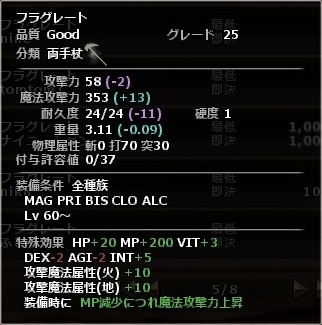 フラグレート
品質 Good グレード 25
分類 両手杖
攻撃力 58 (-2)
魔法攻撃力 353 (+13)
耐久度 24/24 (-11) 硬度 1
重量 3.11 (-0.09)
物理属性 斬0 打70 突30
付与許容値 0/37
装備条件 全種族
MAG PRI BIS CLO ALC
Lv 60～
特殊効果 HP+20 MP+200 VIT+3
DEX-2 AGI-2 INT+5
攻撃魔法属性(火) +10
攻撃魔法属性(地) +10
装備時に MP減少につれ魔法攻撃力上昇
5/8